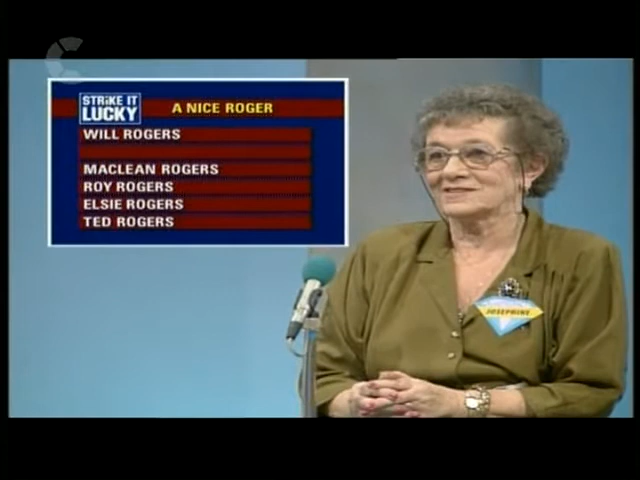 STRIKE IT
LUCKY
A NICE ROGER
WILL ROGERS
MACLEAN ROGERS
ROY ROGERS
ELSIE ROGERS
TED ROGERS
JOSEPHINE